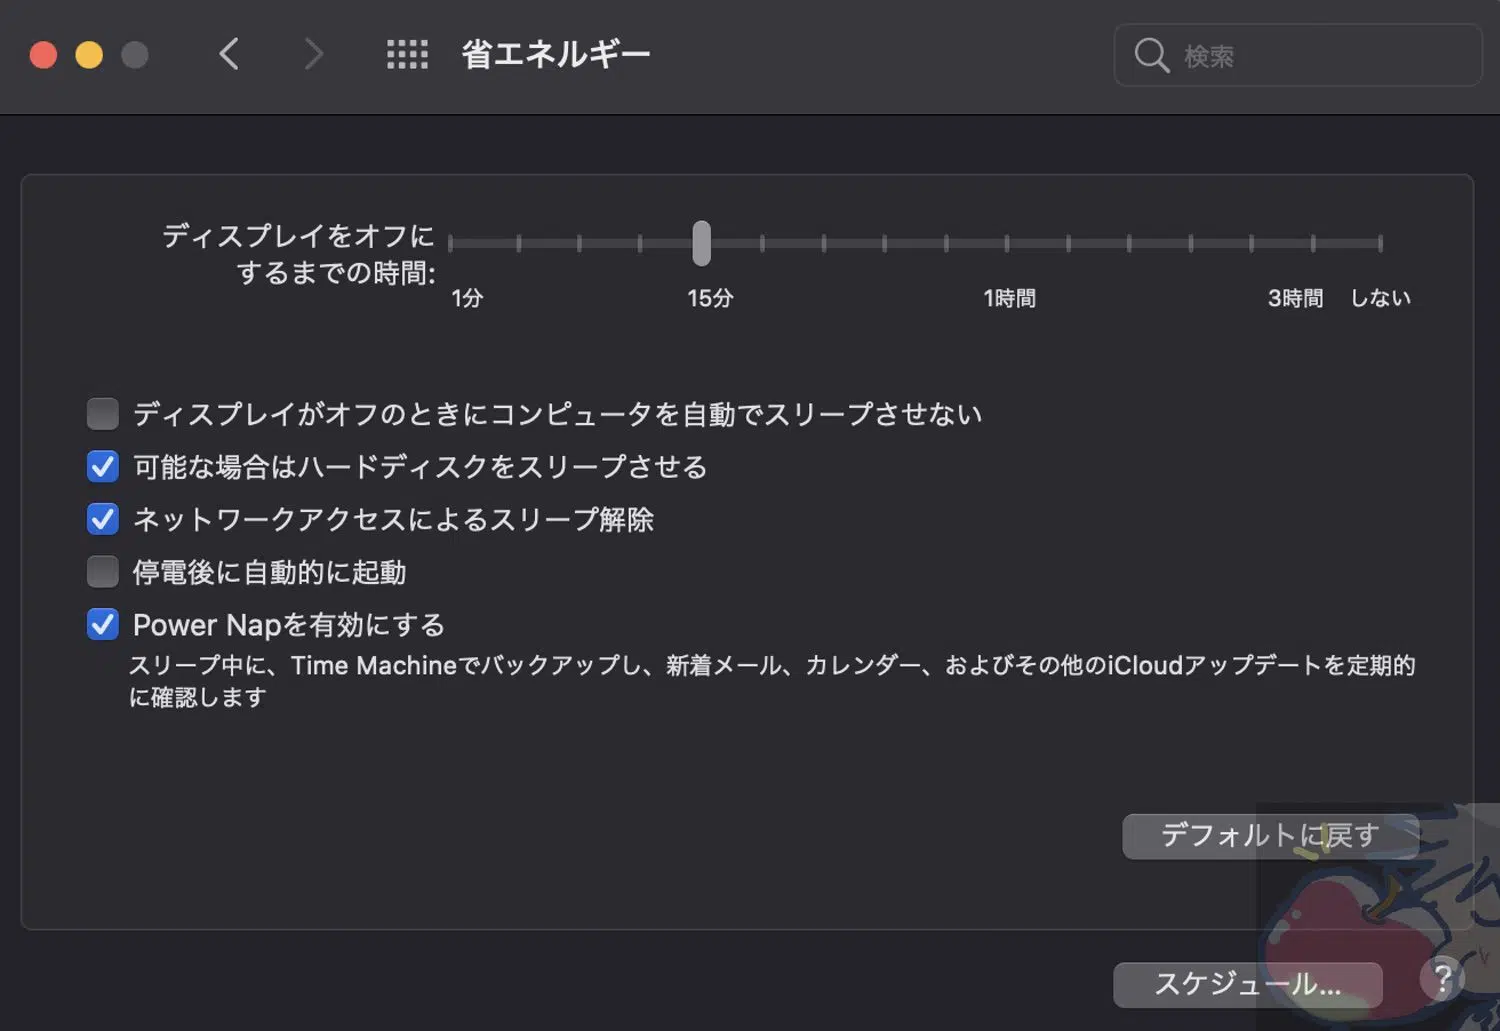 省エネルギー
検索
ディスプレイをオフに
するまでの時間:
1分 15分 1時間 3時間 しない
ディスプレイがオフのときにコンピュータを自動でスリープさせない
可能な場合はハードディスクをスリープさせる
ネットワークアクセスによるスリープ解除
停電後に自動的に起動
Power Napを有効にする
スリープ中に、Time Machineでバックアップし、新着メール、カレンダー、およびその他のiCloudアップデートを定期的
に確認します
デフォルトに戻す
スケジュール...
?